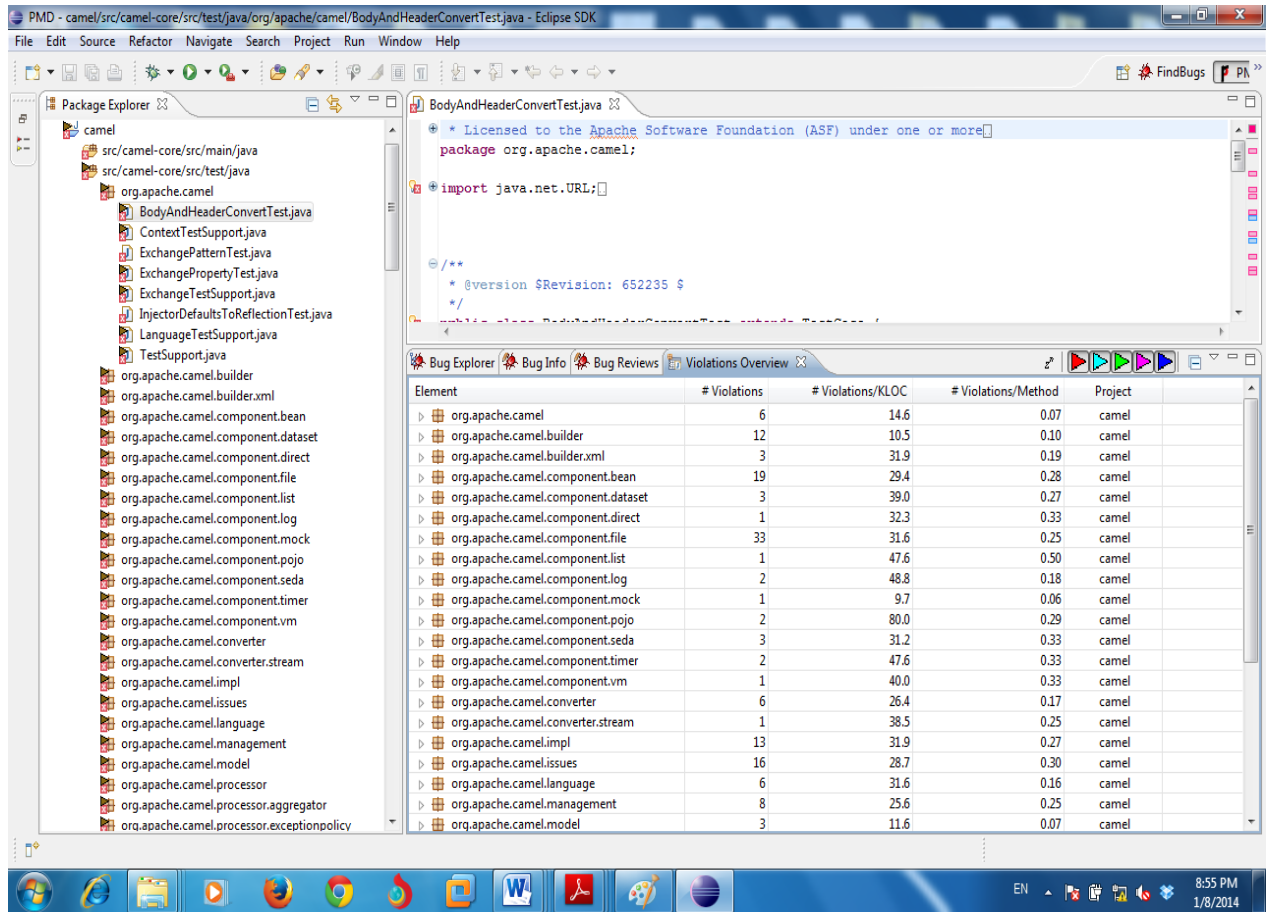 PMD - camel/src/camel-core/src/test/java/org/apache/camel/BodyAndHeaderConvertTest.java - Eclipse SDK
File Edit Source Refactor Navigate Search Project Run Window Help
FindBugs PM
Package Explorer
camel
src/camel-core/src/main/java
src/camel-core/src/test/java
org.apache.camel
BodyAndHeaderConvertTest.java
ContextTestSupport.java
ExchangePatternTest.java
ExchangePropertyTest.java
ExchangeTestSupport.java
InjectorDefaultsToReflectionTest.java
LanguageTestSupport.java
TestSupport.java
org.apache.camel.builder
org.apache.camel.builder.xml
org.apache.camel.component.bean
org.apache.camel.component.dataset
org.apache.camel.component.direct
org.apache.camel.component.file
org.apache.camel.component.list
org.apache.camel.component.log
org.apache.camel.component.mock
org.apache.camel.component.pojo
org.apache.camel.component.seda
org.apache.camel.component.timer
org.apache.camel.component.vm
org.apache.camel.converter
org.apache.camel.converter.stream
org.apache.camel.impl
org.apache.camel.issues
org.apache.camel.language
org.apache.camel.management
org.apache.camel.model
org.apache.camel.processor
org.apache.camel.processor.aggregator
org.apache.camel.processor.exceptionpolicy
BodyAndHeaderConvertTest.java
* Licensed to the Apache Software Foundation (ASF) under one or more
package org.apache.camel;
import java.net.URL;
/**
* @version $Revision: 652235 $
*/
public class BodyAndHeaderConvertTest extends TestCase {
Bug Explorer Bug Info Bug Reviews Violations Overview
Element # Violations # Violations/KLOC # Violations/Method Project
org.apache.camel 6 14.6 0.07 camel
org.apache.camel.builder 12 10.5 0.10 camel
org.apache.camel.builder.xml 3 31.9 0.19 camel
org.apache.camel.component.bean 19 29.4 0.28 camel
org.apache.camel.component.dataset 3 39.0 0.27 camel
org.apache.camel.component.direct 1 32.3 0.33 camel
org.apache.camel.component.file 33 31.6 0.25 camel
org.apache.camel.component.list 1 47.6 0.50 camel
org.apache.camel.component.log 2 48.8 0.18 camel
org.apache.camel.component.mock 1 9.7 0.06 camel
org.apache.camel.component.pojo 2 80.0 0.29 camel
org.apache.camel.component.seda 3 31.2 0.33 camel
org.apache.camel.component.timer 2 47.6 0.33 camel
org.apache.camel.component.vm 1 40.0 0.33 camel
org.apache.camel.converter 6 26.4 0.17 camel
org.apache.camel.converter.stream 1 38.5 0.25 camel
org.apache.camel.impl 13 31.9 0.27 camel
org.apache.camel.issues 16 28.7 0.30 camel
org.apache.camel.language 6 31.6 0.16 camel
org.apache.camel.management 8 25.6 0.25 camel
org.apache.camel.model 3 11.6 0.07 camel
EN
8:55 PM
1/8/2014